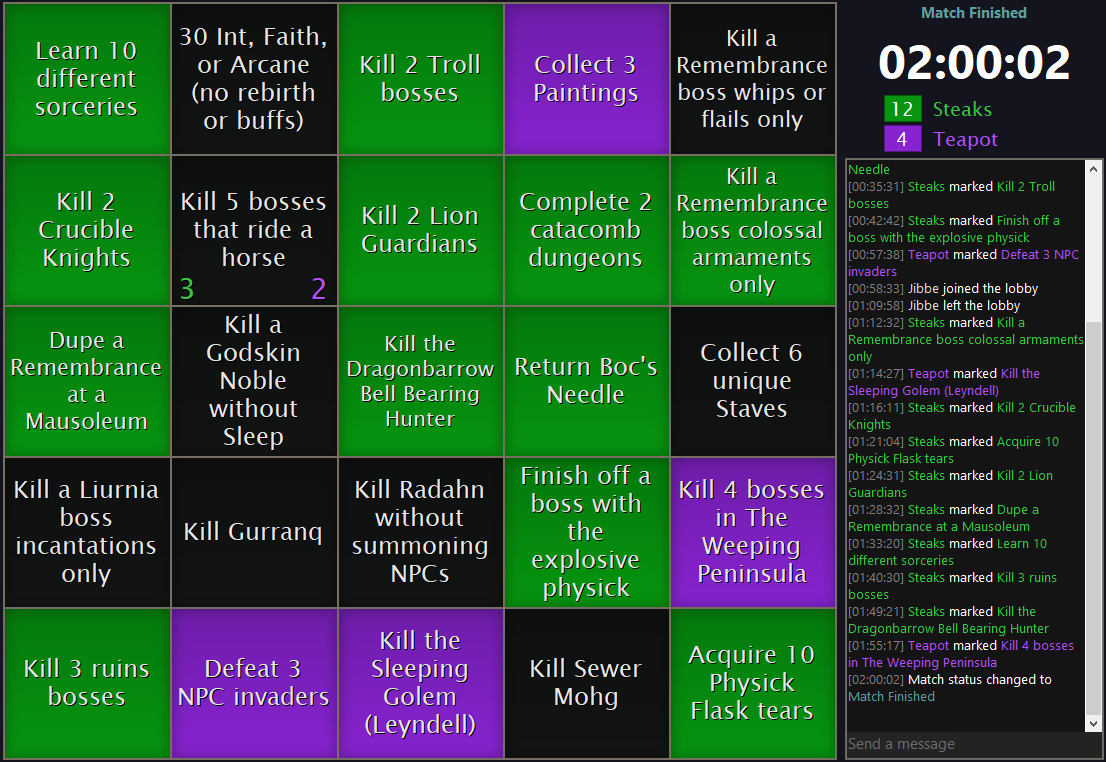 Learn 10
different
sorceries
30 Int, Faith,
or Arcane
(no rebirth
or buffs)
Kill 2 Troll
bosses
Collect 3
Paintings
Kill a
Remembrance
boss whips or
flails only
Kill 2
Crucible
Knights
Kill 5 bosses
that ride a
horse
3
2
Kill 2 Lion
Guardians
Complete 2
catacomb
dungeons
Kill a
Remembrance
boss colossal
armaments
only
Dupe a
Remembrance
at a
Mausoleum
Kill a
Godskin
Noble
without
Sleep
Kill the
Dragonbarrow
Bell Bearing
Hunter
Return Boc's
Needle
Collect 6
unique
Staves
Kill a Liurnia
boss
incantations
only
Kill Gurranq
Kill Radahn
without
summoning
NPCs
Finish off a
boss with
the
explosive
physick
Kill 4 bosses
in The
Weeping
Peninsula
Kill 3 ruins
bosses
Defeat 3
NPC invaders
Kill the
Sleeping
Golem
(Leyndell)
Kill Sewer
Mohg
Acquire 10
Physick
Flask tears
Match Finished
02:00:02
12 Steaks
4 Teapot
Needle
[00:35:31] Steaks marked Kill 2 Troll
bosses
[00:42:42] Steaks marked Finish off a
boss with the explosive physick
[00:57:38] Teapot marked Defeat 3 NPC
invaders
[00:58:33] Jibbe joined the lobby
[01:09:58] Jibbe left the lobby
[01:12:32] Steaks marked Kill a
Remembrance boss colossal armaments
only
[01:14:27] Teapot marked Kill the
Sleeping Golem (Leyndell)
[01:16:11] Steaks marked Kill 2 Crucible
Knights
[01:21:04] Steaks marked Acquire 10
Physick Flask tears
[01:24:31] Steaks marked Kill 2 Lion
Guardians
[01:28:32] Steaks marked Dupe a
Remembrance at a Mausoleum
[01:33:20] Steaks marked Learn 10
different sorceries
[01:40:30] Steaks marked Kill 3 ruins
bosses
[01:49:21] Steaks marked Kill the
Dragonbarrow Bell Bearing Hunter
[01:55:17] Teapot marked Kill 4 bosses
in The Weeping Peninsula
[02:00:02] Match status changed to
Match Finished
Send a message